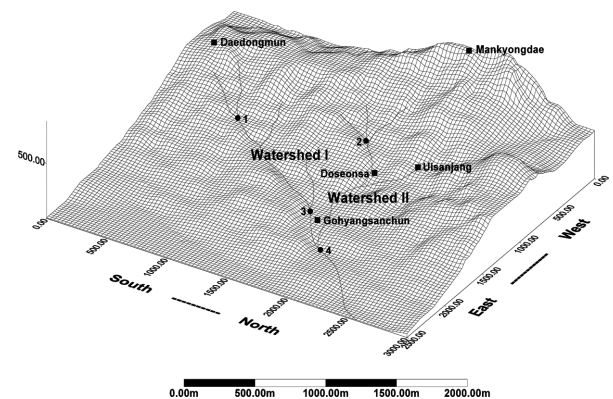 Daedongmun
Mankyongdae
1
2
Watershed I
Uisanjang
Doseonsa
Watershed II
3
Gohyangsanchun
4
500.00
0.00
500.00
1000.00
1500.00
2000.00
2500.00
3000.00
2500.00
2000.00
1500.00
1000.00
500.00
0.00
South ---------- North
East ---------- West
0.00m 500.00m 1000.00m 1500.00m 2000.00m